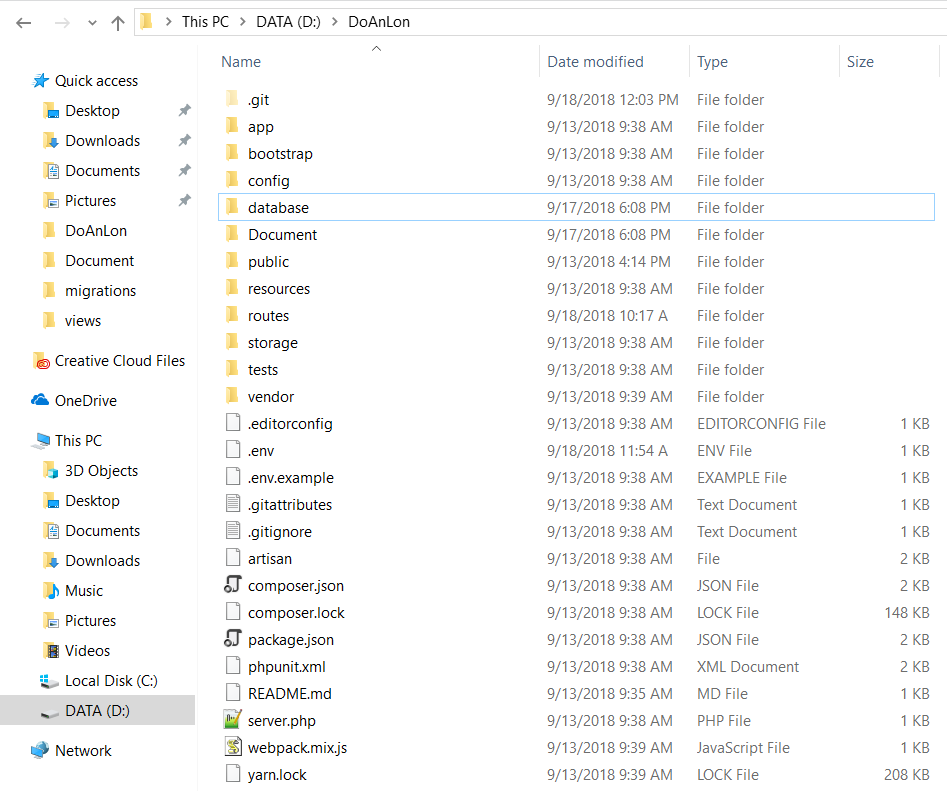 This PC > DATA (D:) > DoAnLon
Name Date modified Type Size
Quick access
Desktop
Downloads
Documents
Pictures
DoAnLon
Document
migrations
views
Creative Cloud Files
OneDrive
This PC
3D Objects
Desktop
Documents
Downloads
Music
Pictures
Videos
Local Disk (C:)
DATA (D:)
Network
.git 9/18/2018 12:03 PM File folder
app 9/13/2018 9:38 AM File folder
bootstrap 9/13/2018 9:38 AM File folder
config 9/13/2018 9:38 AM File folder
database 9/17/2018 6:08 PM File folder
Document 9/17/2018 6:08 PM File folder
public 9/13/2018 4:14 PM File folder
resources 9/13/2018 9:38 AM File folder
routes 9/18/2018 10:17 A File folder
storage 9/13/2018 9:38 AM File folder
tests 9/13/2018 9:38 AM File folder
vendor 9/13/2018 9:39 AM File folder
.editorconfig 9/13/2018 9:38 AM EDITORCONFIG File 1 KB
.env 9/18/2018 11:54 A ENV File 1 KB
.env.example 9/13/2018 9:38 AM EXAMPLE File 1 KB
.gitattributes 9/13/2018 9:38 AM Text Document 1 KB
.gitignore 9/13/2018 9:38 AM Text Document 1 KB
artisan 9/13/2018 9:38 AM File 2 KB
composer.json 9/13/2018 9:38 AM JSON File 2 KB
composer.lock 9/13/2018 9:38 AM LOCK File 148 KB
package.json 9/13/2018 9:38 AM JSON File 2 KB
phpunit.xml 9/13/2018 9:38 AM XML Document 2 KB
README.md 9/13/2018 9:35 AM MD File 1 KB
server.php 9/13/2018 9:38 AM PHP File 1 KB
webpack.mix.js 9/13/2018 9:39 AM JavaScript File 1 KB
yarn.lock 9/13/2018 9:39 AM LOCK File 208 KB